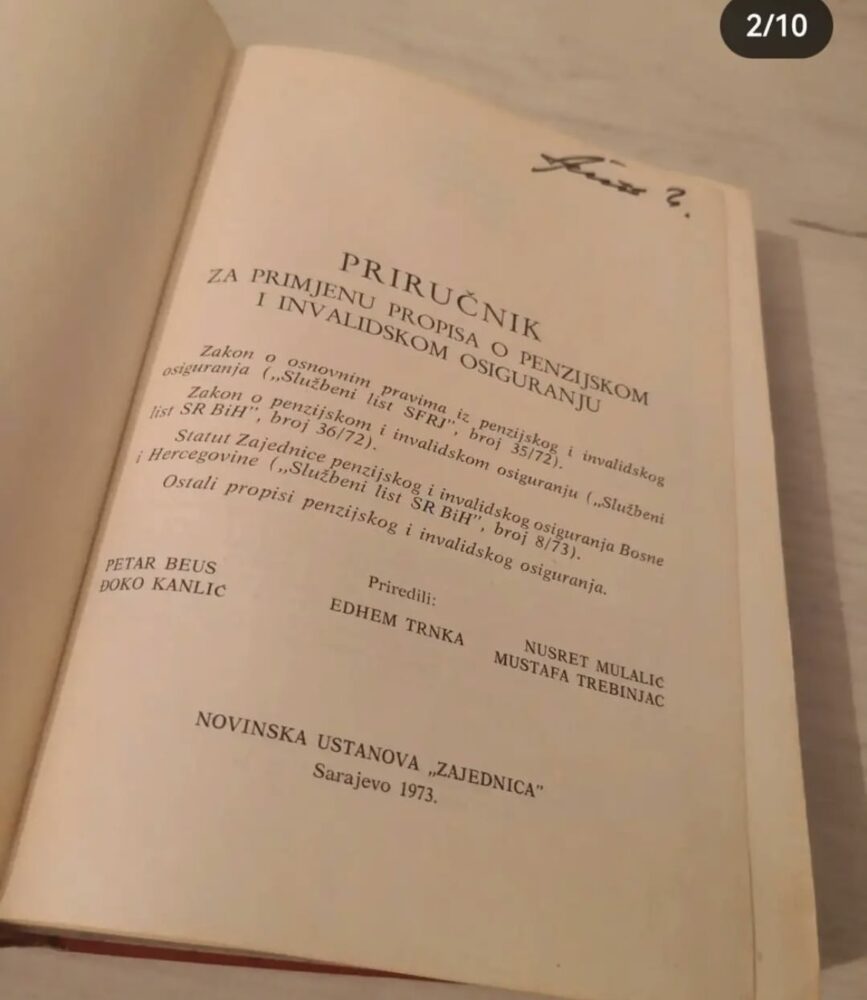 2/10
PRIRUČNIK
ZA PRIMJENU PROPISA O PENZIJSKOM
I INVALIDSKOM OSIGURANJU
Zakon o osnovnim pravima iz penzijskog i invalidskog
osiguranja („Službeni list SFRJ", broj 35/72).
Zakon o penzijskom i invalidskom osiguranju („Službeni
list SR BiH", broj 36/72).
Statut Zajednice penzijskog i invalidskog osiguranja Bosne
i Hercegovine („Službeni list SR BiH", broj 8/73).
Ostali propisi penzijskog i invalidskog osiguranja.
Priredili:
PETAR BEUS
ĐOKO KANLIĆ
EDHEM TRNKA
NUSRET MULALIĆ
MUSTAFA TREBINJAC
NOVINSKA USTANOVA „ZAJEDNICA"
Sarajevo 1973.